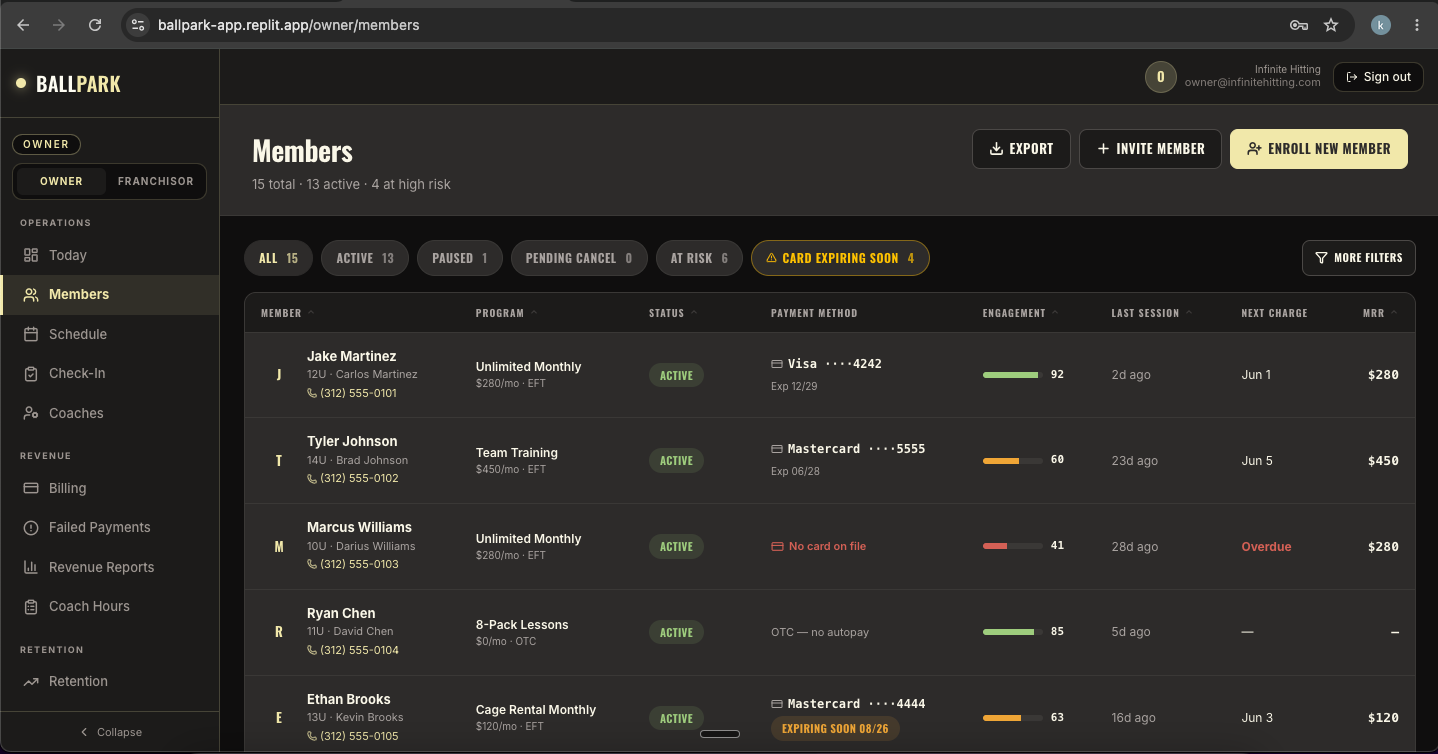 ballpark-app.replit.app/owner/members
k
BALLPARK
O
Infinite Hitting
owner@infinitehitting.com
Sign out
OWNER
OWNER
FRANCHISOR
OPERATIONS
Today
Members
Schedule
Check-In
Coaches
REVENUE
Billing
Failed Payments
Revenue Reports
Coach Hours
RETENTION
Retention
Collapse
Members
15 total · 13 active · 4 at high risk
EXPORT
INVITE MEMBER
ENROLL NEW MEMBER
ALL 15
ACTIVE 13
PAUSED 1
PENDING CANCEL 0
AT RISK 6
CARD EXPIRING SOON 4
MORE FILTERS
MEMBER PROGRAM STATUS PAYMENT METHOD ENGAGEMENT LAST SESSION NEXT CHARGE MRR
J
Jake Martinez
12U · Carlos Martinez
(312) 555-0101
Unlimited Monthly
$280/mo · EFT
ACTIVE
Visa ····4242
Exp 12/29
92
2d ago
Jun 1
$280
T
Tyler Johnson
14U · Brad Johnson
(312) 555-0102
Team Training
$450/mo · EFT
ACTIVE
Mastercard ····5555
Exp 06/28
60
23d ago
Jun 5
$450
M
Marcus Williams
10U · Darius Williams
(312) 555-0103
Unlimited Monthly
$280/mo · EFT
ACTIVE
No card on file
41
28d ago
Overdue
$280
R
Ryan Chen
11U · David Chen
(312) 555-0104
8-Pack Lessons
$0/mo · OTC
ACTIVE
OTC — no autopay
85
5d ago
—
–
E
Ethan Brooks
13U · Kevin Brooks
(312) 555-0105
Cage Rental Monthly
$120/mo · EFT
ACTIVE
Mastercard ····4444
EXPIRING SOON 08/26
63
16d ago
Jun 3
$120